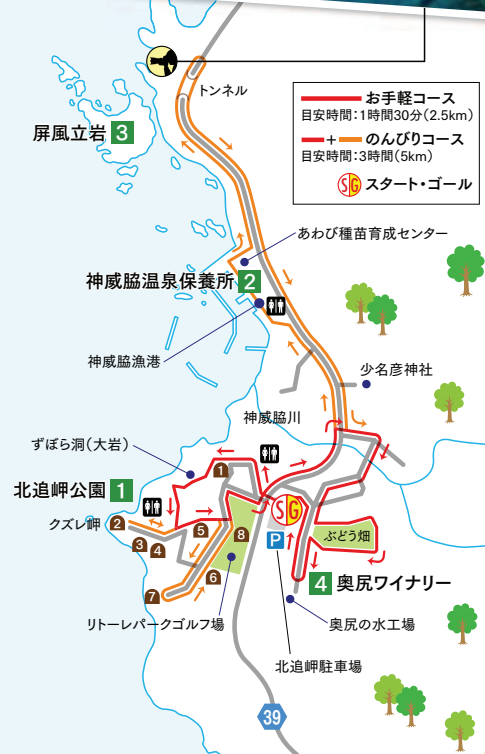 トンネル
お手軽コース
目安時間：1時間30分（2.5km）
＋ のんびりコース
目安時間：3時間（5km）
SG スタート・ゴール
屏風立岩 3
あわび種苗育成センター
神威脇温泉保養所 2
神威脇漁港
少名彦神社
神威脇川
ずぼら洞（大岩）
1
北追岬公園 1
クズレ岬
2
3
4
5
6
7
8
SG
P
ぶどう畑
4 奥尻ワイナリー
リトーレパークゴルフ場
奥尻の水工場
北追岬駐車場
39